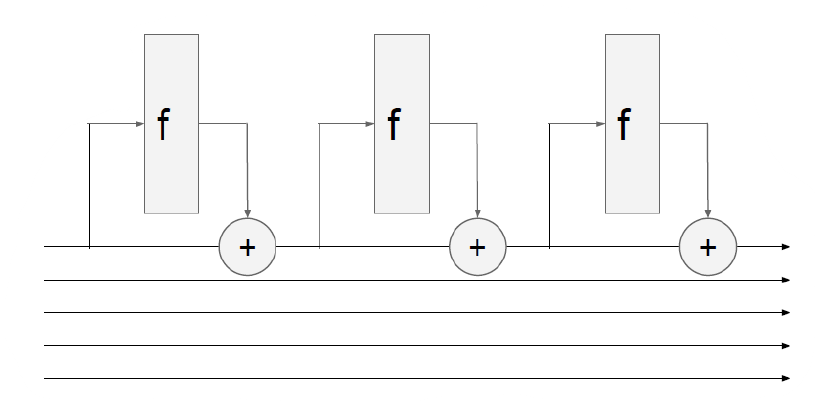 f f f
+ + +